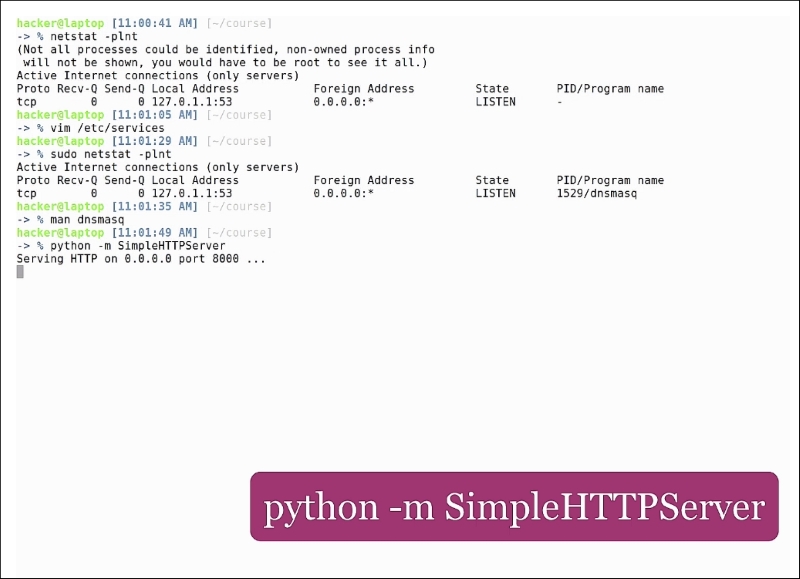 hacker@laptop [11:00:41 AM] [~/course]
-> % netstat -plnt
(Not all processes could be identified, non-owned process info
 will not be shown, you would have to be root to see it all.)
Active Internet connections (only servers)
Proto Recv-Q Send-Q Local Address           Foreign Address         State       PID/Program name
tcp        0      0 127.0.1.1:53            0.0.0.0:*               LISTEN      -
hacker@laptop [11:01:05 AM] [~/course]
-> % vim /etc/services
hacker@laptop [11:01:29 AM] [~/course]
-> % sudo netstat -plnt
Active Internet connections (only servers)
Proto Recv-Q Send-Q Local Address           Foreign Address         State       PID/Program name
tcp        0      0 127.0.1.1:53            0.0.0.0:*               LISTEN      1529/dnsmasq
hacker@laptop [11:01:35 AM] [~/course]
-> % man dnsmasq
hacker@laptop [11:01:49 AM] [~/course]
-> % python -m SimpleHTTPServer
Serving HTTP on 0.0.0.0 port 8000 ...
python -m SimpleHTTPServer